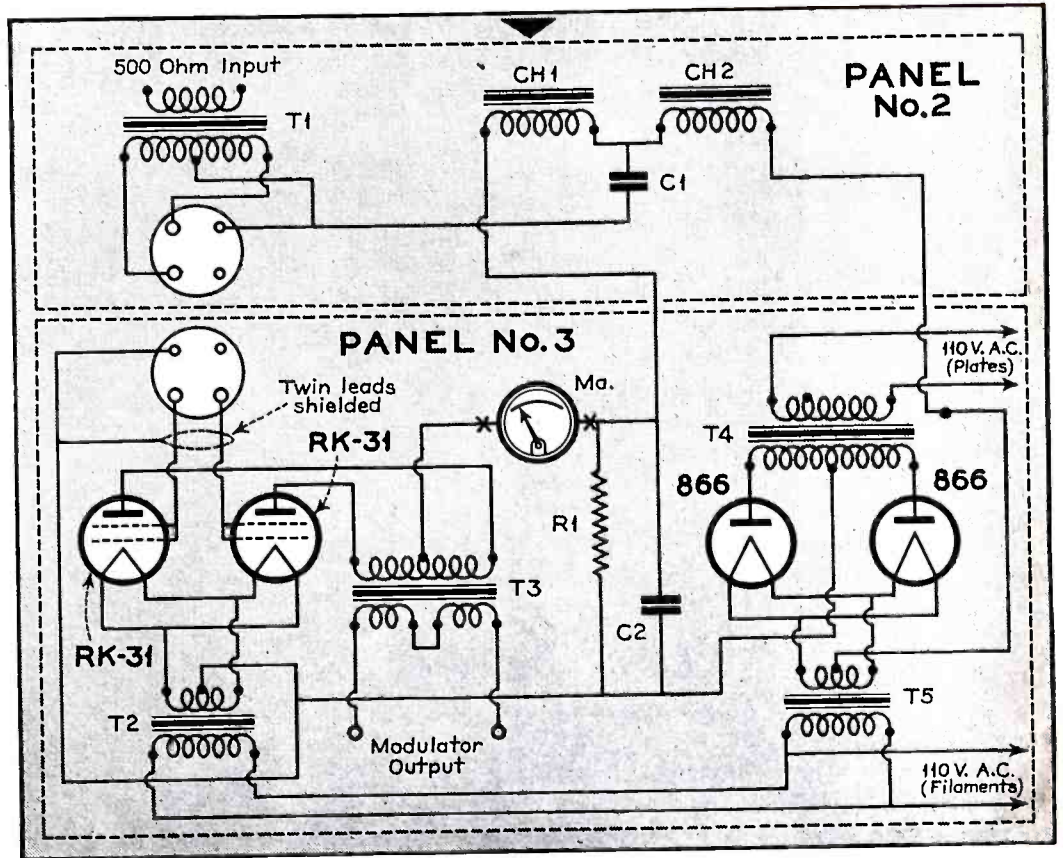 500 Ohm Input
T1
CH1
CH2
PANEL
No.2
C1
PANEL No.3
Twin leads
shielded
RK-31
Ma.
110 V. A.C.
(Plates)
T4
866
866
R1
T3
C2
RK-31
T2
T5
Modulator
Output
110 V. A.C.
(Filaments)